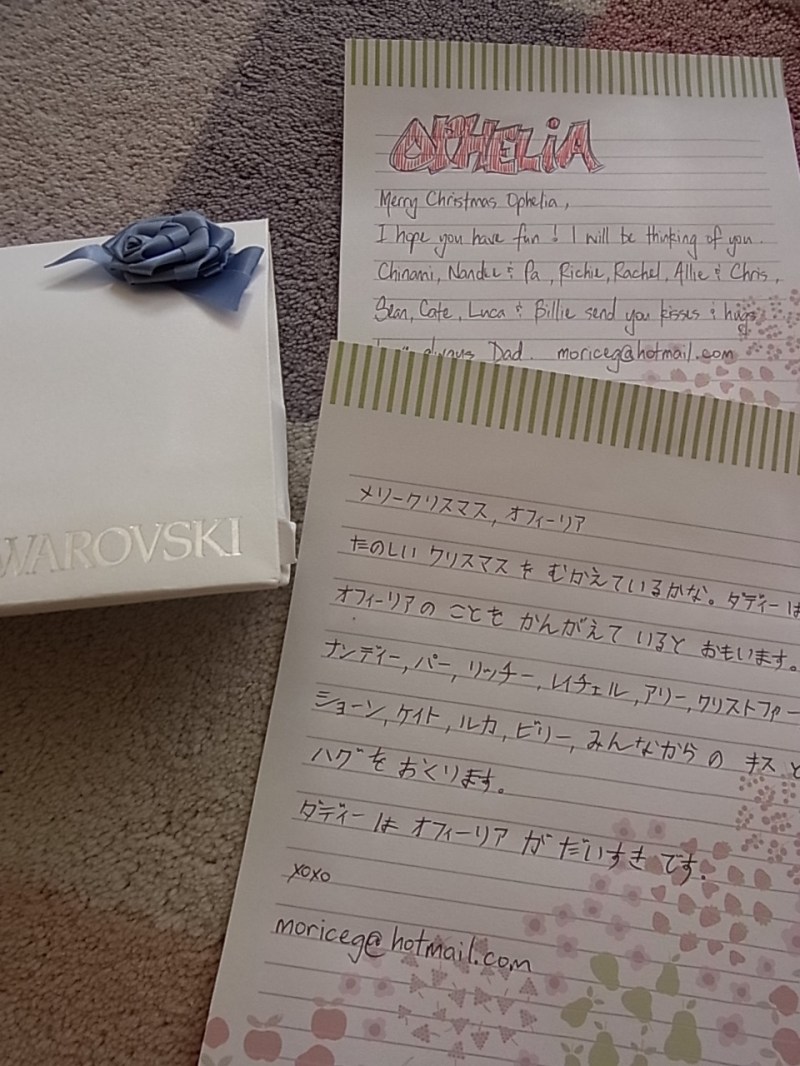 OPHELIA
Merry Christmas Ophelia,
I hope you have fun! I will be thinking of you.
Chinami, Nandee & Pa, Richie, Rachel, Allie & Chris,
Sean, Cate, Luca & Billie send you kisses & hugs
always Dad. moriceg@hotmail.com
WAROVSKI
メリークリスマス, オフィーリア
たのしい クリスマス を むかえているかな。ダディーは
オフィーリアの ことを かんがえて いると おもいます。
ナンディー, パー, リッチー, レイチェル, アリー, クリストファー
ショーン, ケイト, ルカ, ビリー, みんなからの キス と
ハグを おくります。
ダディー は オフィーリア が だいすき です.
xoxo
moriceg@hotmail.com